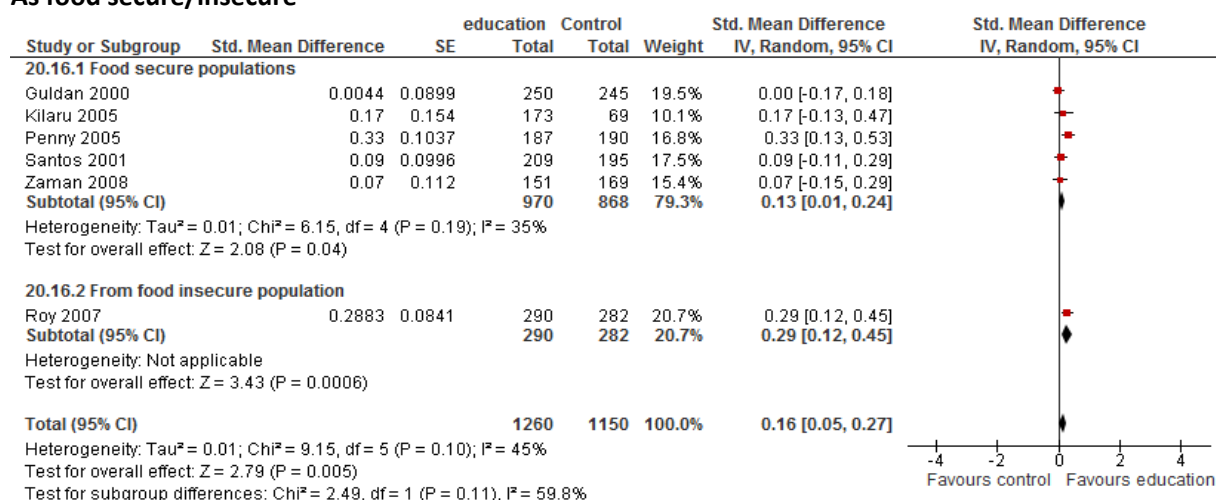 As food secure/insecure
education Control Std. Mean Difference Std. Mean Difference
Study or Subgroup Std. Mean Difference SE Total Total Weight IV, Random, 95% CI IV, Random, 95% CI
20.16.1 Food secure populations
Guldan 2000 0.0044 0.0899 250 245 19.5% 0.00 [-0.17, 0.18]
Kilaru 2005 0.17 0.154 173 69 10.1% 0.17 [-0.13, 0.47]
Penny 2005 0.33 0.1037 187 190 16.8% 0.33 [0.13, 0.53]
Santos 2001 0.09 0.0996 209 195 17.5% 0.09 [-0.11, 0.29]
Zaman 2008 0.07 0.112 151 169 15.4% 0.07 [-0.15, 0.29]
Subtotal (95% CI) 970 868 79.3% 0.13 [0.01, 0.24]
Heterogeneity: Tau² = 0.01; Chi² = 6.15, df = 4 (P = 0.19); I² = 35%
Test for overall effect: Z = 2.08 (P = 0.04)
20.16.2 From food insecure population
Roy 2007 0.2883 0.0841 290 282 20.7% 0.29 [0.12, 0.45]
Subtotal (95% CI) 290 282 20.7% 0.29 [0.12, 0.45]
Heterogeneity: Not applicable
Test for overall effect: Z = 3.43 (P = 0.0006)
Total (95% CI) 1260 1150 100.0% 0.16 [0.05, 0.27]
Heterogeneity: Tau² = 0.01; Chi² = 9.15, df = 5 (P = 0.10); I² = 45%
Test for overall effect: Z = 2.79 (P = 0.005)
Test for subgroup differences: Chi² = 2.49, df = 1 (P = 0.11), I² = 59.8%
-4 -2 0 2 4
Favours control Favours education